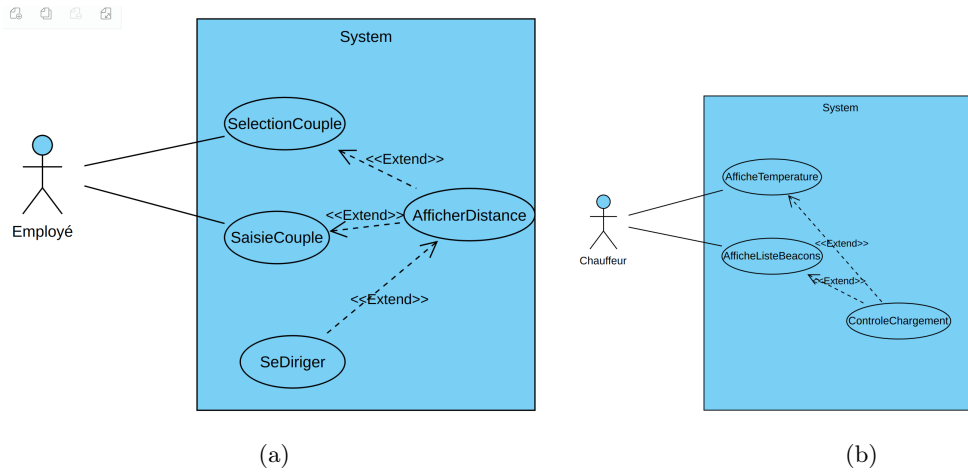 System
SelectionCouple
<<Extend>>
<<Extend>>
AfficherDistance
Employé
SaisieCouple
<<Extend>>
SeDiriger
(a)
System
AfficheTemperature
Chauffeur
<<Extend>>
AfficheListeBeacons
<<Extend>>
ControleChargement
(b)